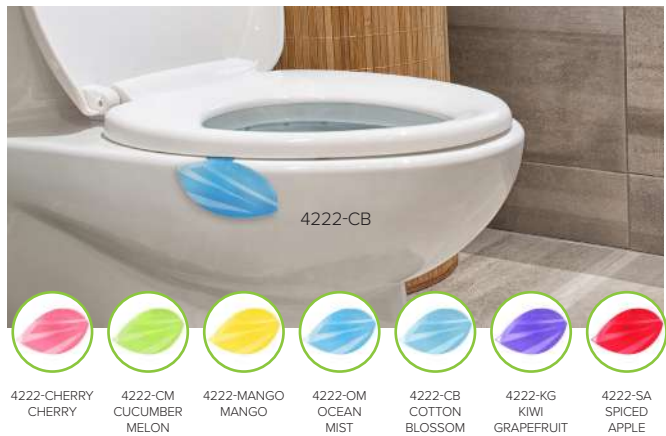 4222-CB
4222-CHERRY
CHERRY
4222-CM
CUCUMBER
MELON
4222-MANGO
MANGO
4222-OM
OCEAN
MIST
4222-CB
COTTON
BLOSSOM
4222-KG
KIWI
GRAPEFRUIT
4222-SA
SPICED
APPLE